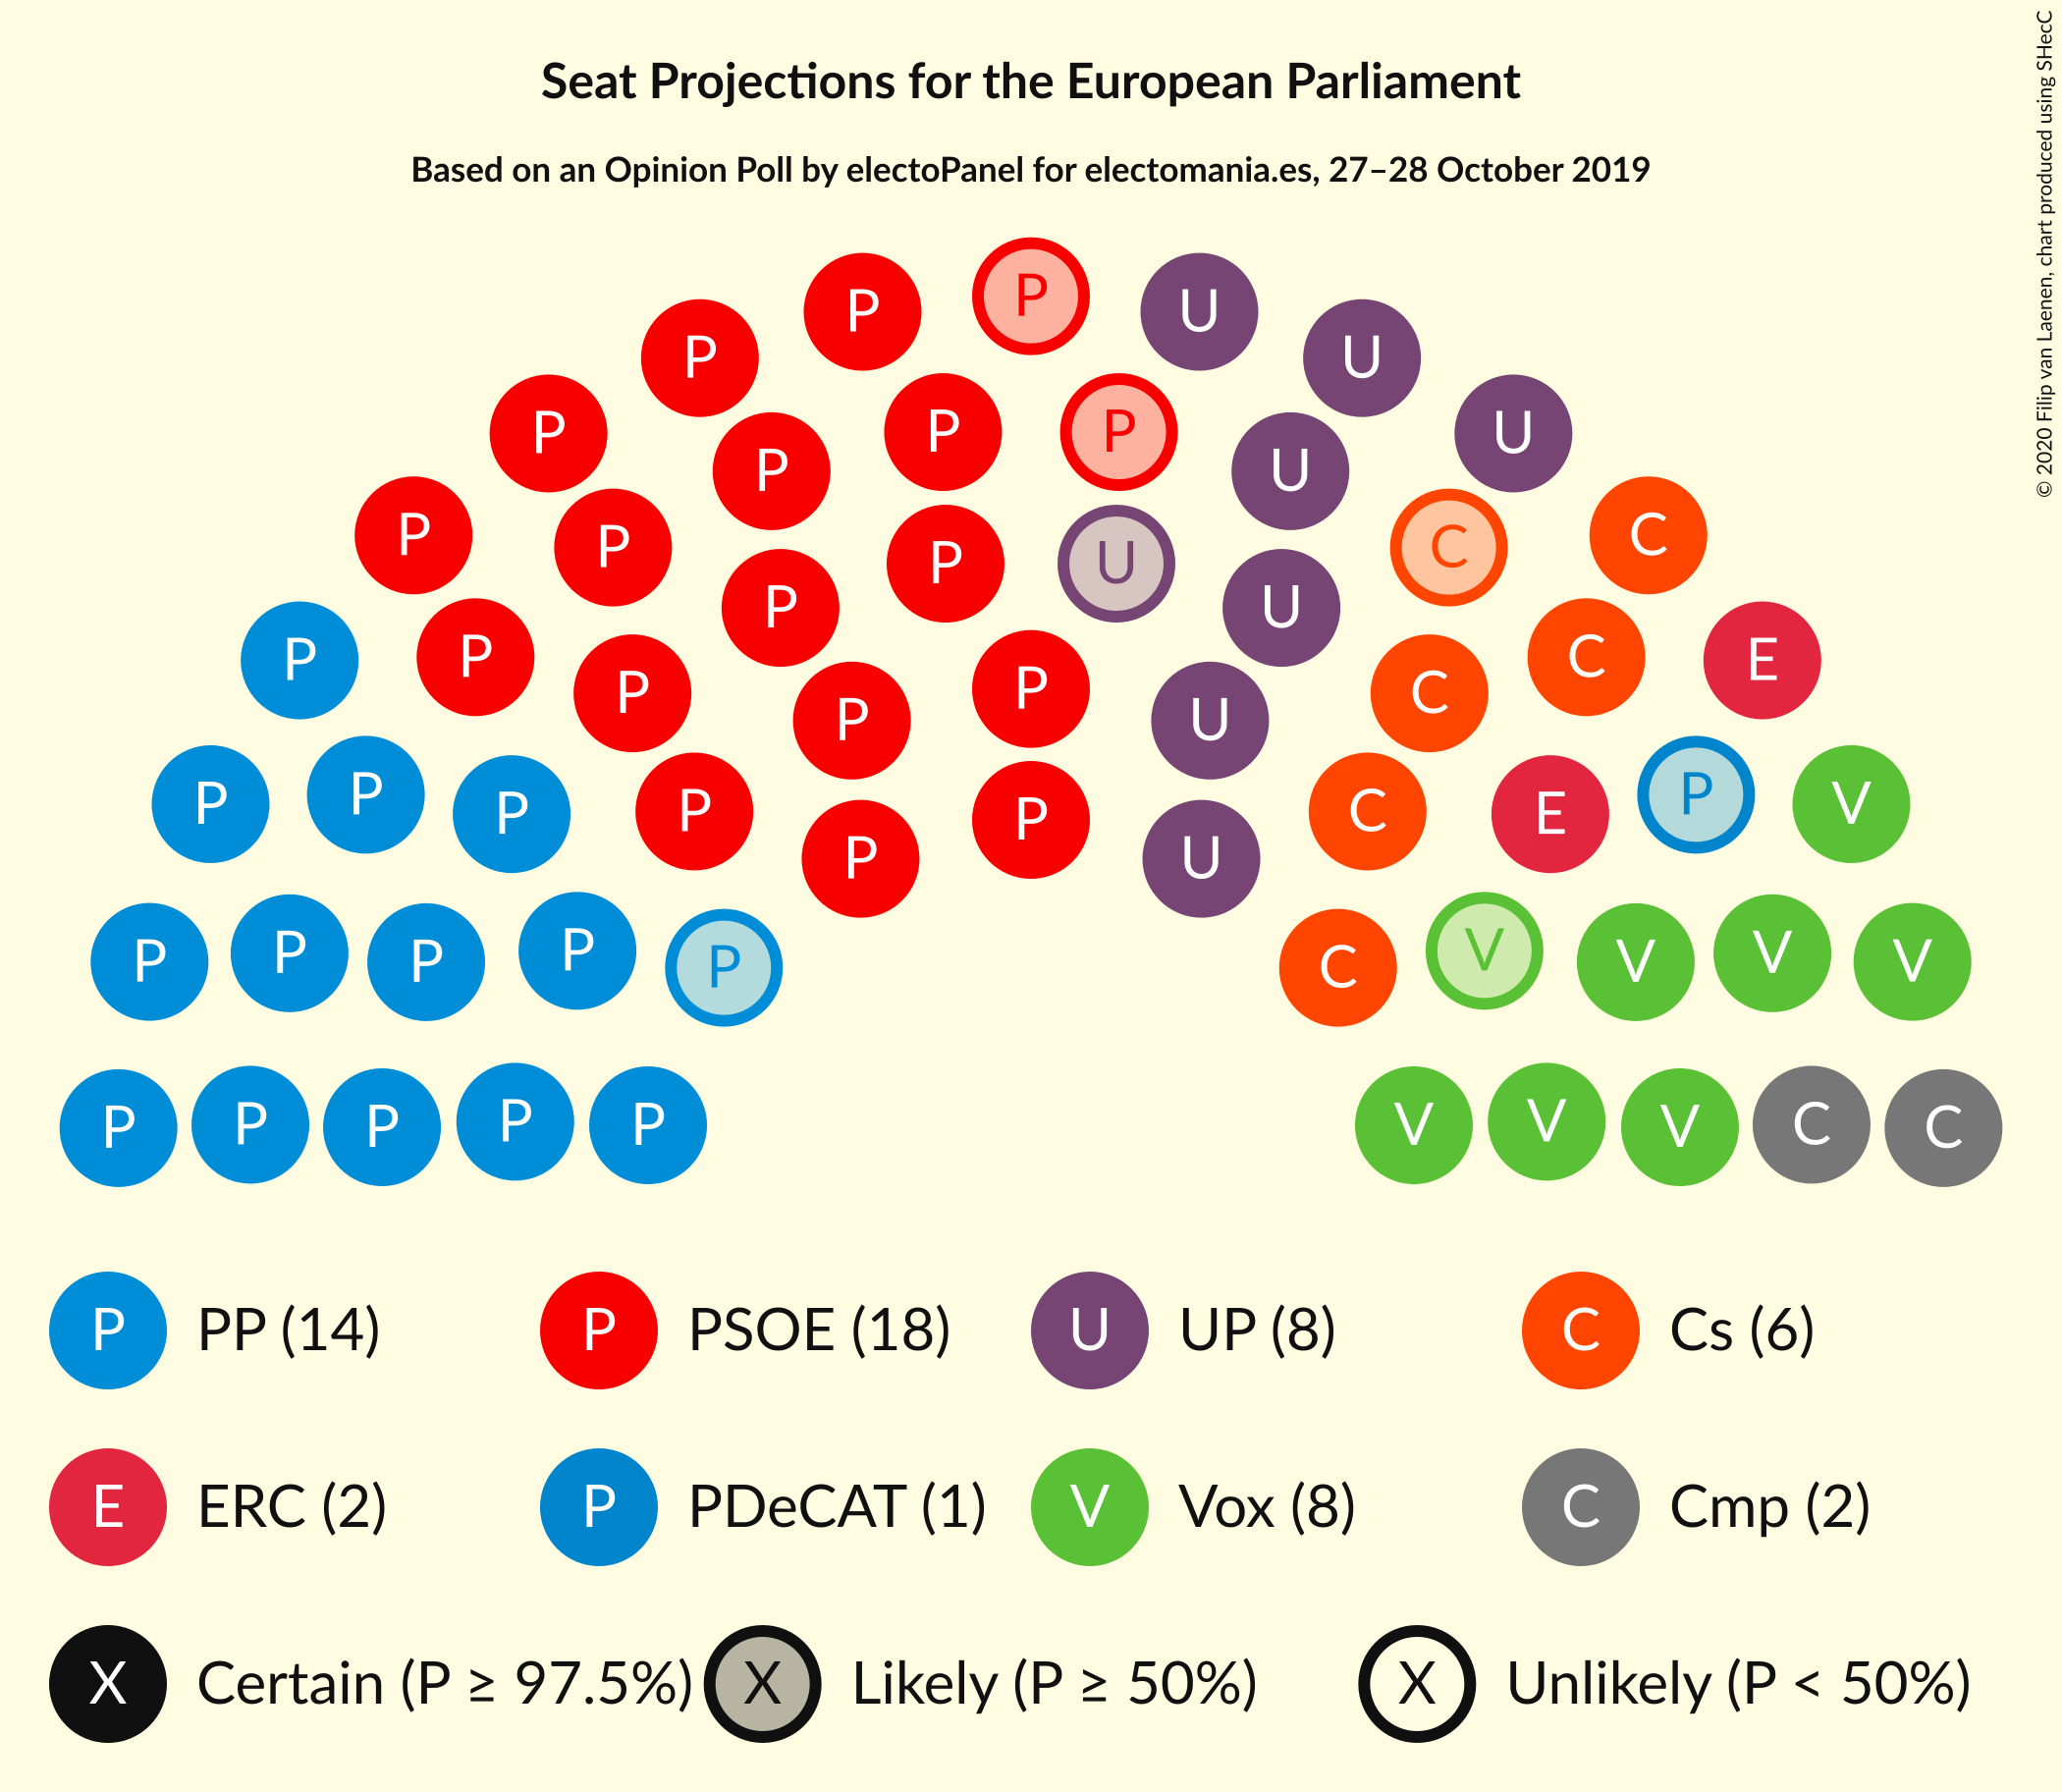 Seat Projections for the European Parliament
Based on an Opinion Poll by electoPanel for electomania.es, 27–28 October 2019
© 2020 Filip van Laenen, chart produced using SHecC
P
P U
P U
P P U
P P
P U
P C C
P P U
P P
P U
P P C E
P P C
P P U
P P P P C E P V
P P U
P P P P P C V V V V
P P P P P V V V C C
P PP (14) P PSOE (18) U UP (8) C Cs (6)
E ERC (2) P PDeCAT (1) V Vox (8) C Cmp (2)
X Certain (P ≥ 97.5%) X Likely (P ≥ 50%) X Unlikely (P < 50%)